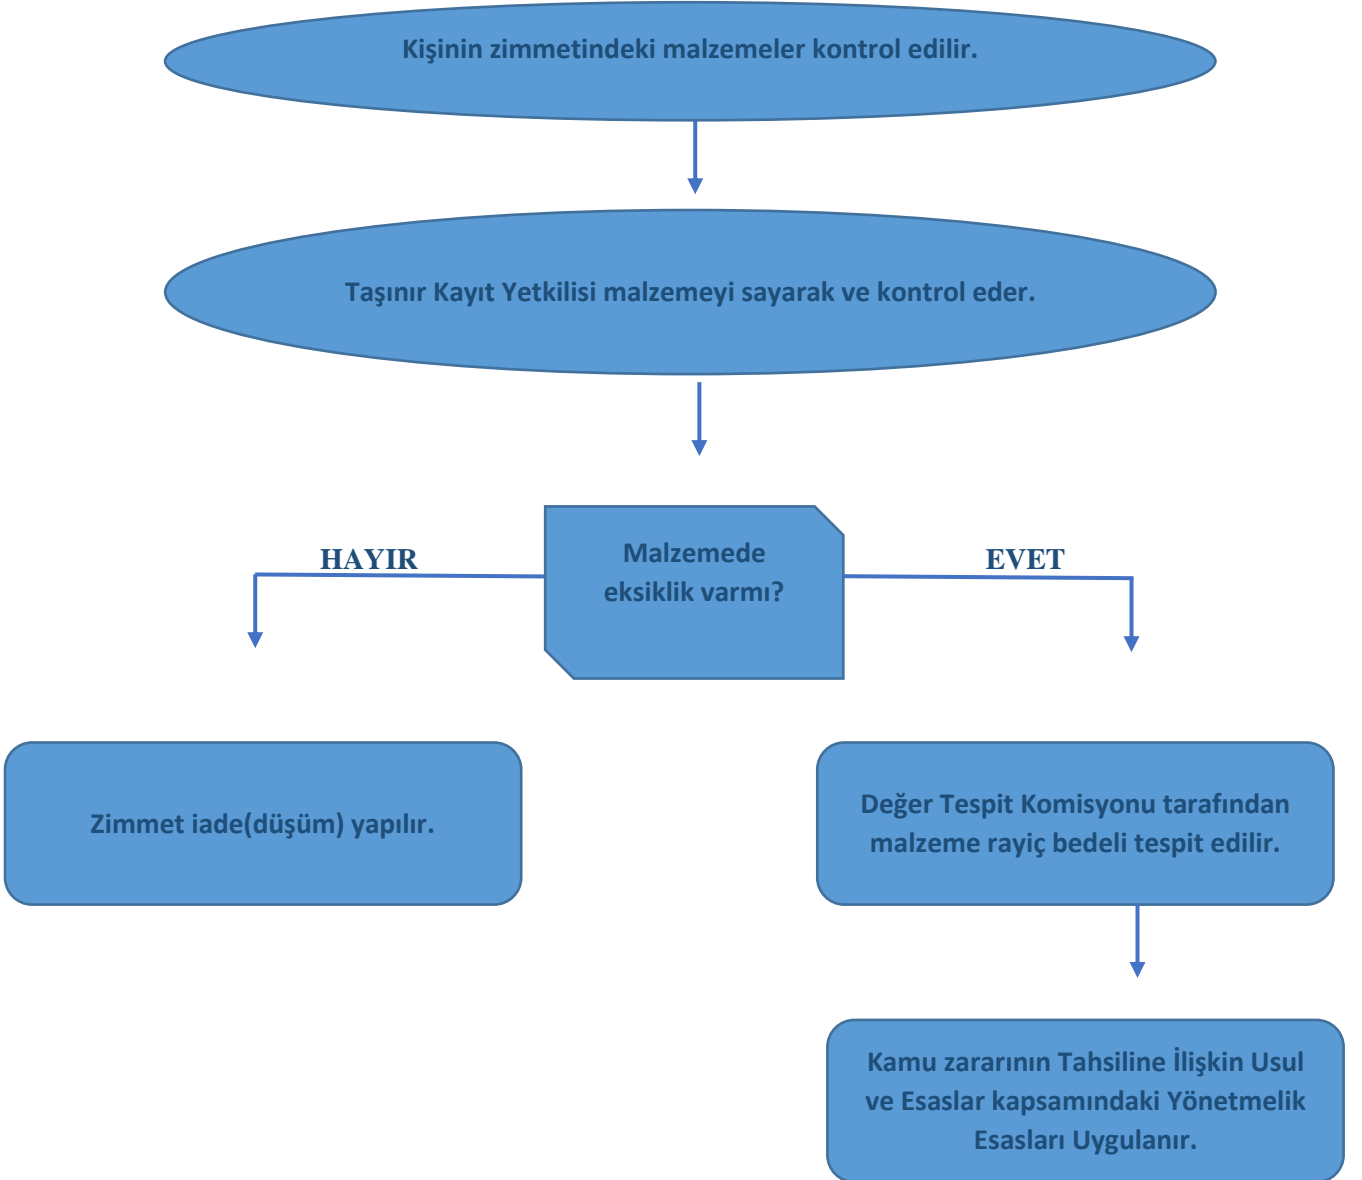 Kişinin zimmetindeki malzemeler kontrol edilir.
Taşınır Kayıt Yetkilisi malzemeyi sayarak ve kontrol eder.
HAYIR
Malzemede
eksiklik varmı?
EVET
Zimmet iade(düşüm) yapılır.
Değer Tespit Komisyonu tarafından
malzeme rayiç bedeli tespit edilir.
Kamu zararının Tahsiline İlişkin Usul
ve Esaslar kapsamındaki Yönetmelik
Esasları Uygulanır.